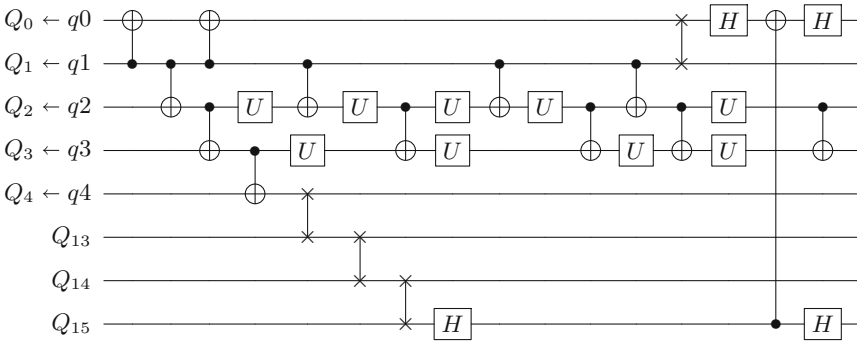 Q₀ ← q0 H H
Q₁ ← q1
Q₂ ← q2 U U U U U
Q₃ ← q3 U U U U
Q₄ ← q4
Q₁₃
Q₁₄
Q₁₅ H H